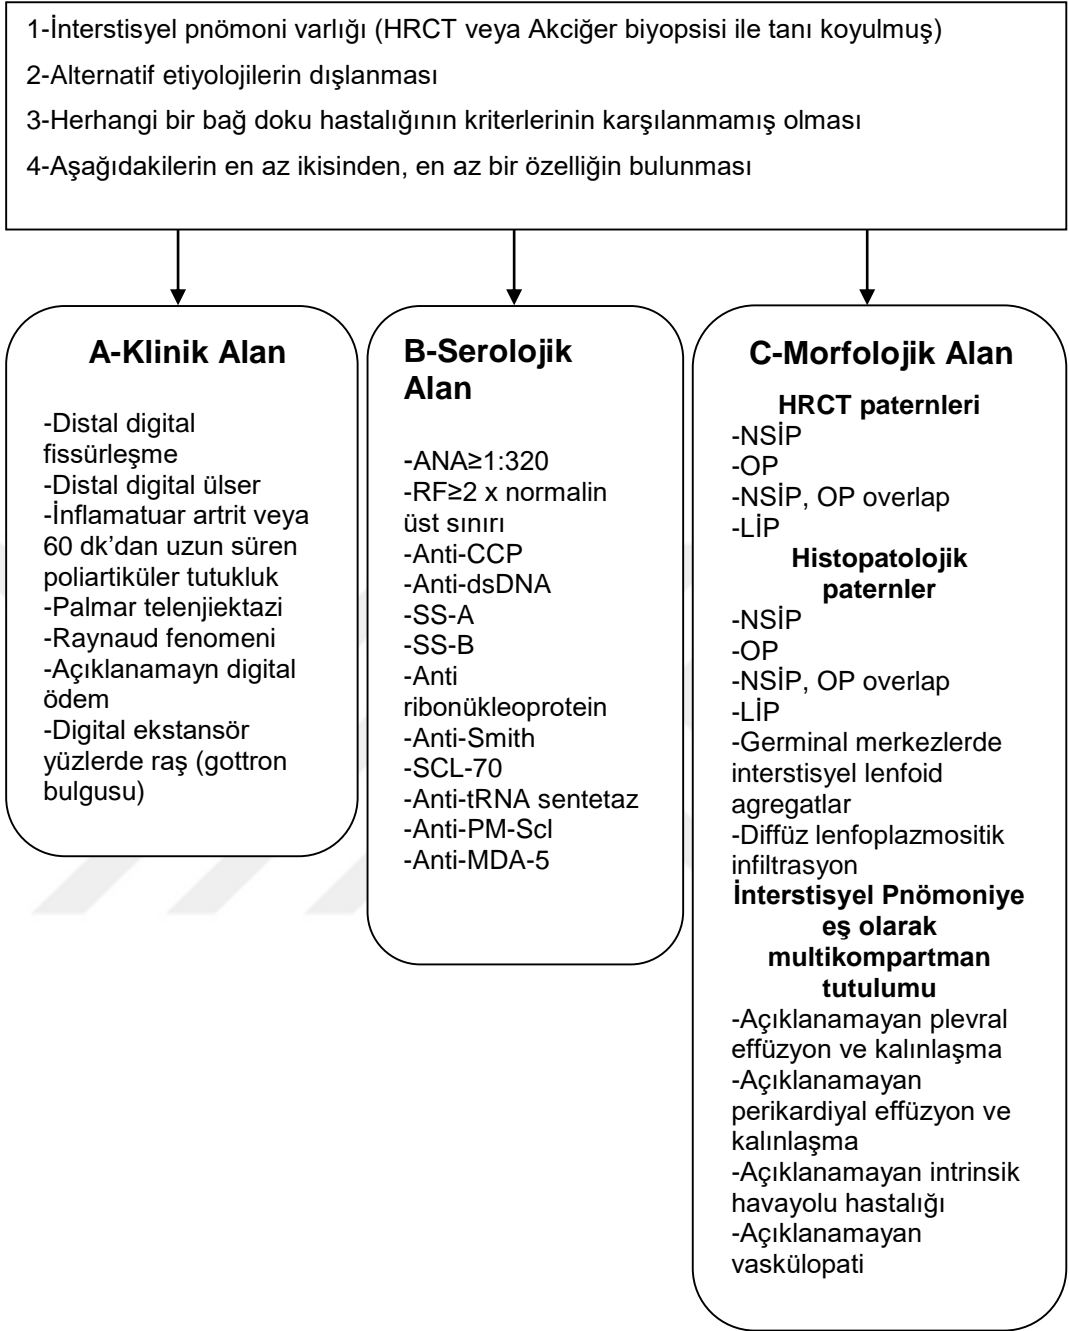 1-İnterstisyel pnömoni varlığı (HRCT veya Akciğer biyopsisi ile tanı koyulmuş)
2-Alternatif etiyolojilerin dışlanması
3-Herhangi bir bağ doku hastalığının kriterlerinin karşılanmamış olması
4-Aşağıdakilerin en az ikisinden, en az bir özelliğin bulunması
A-Klinik Alan
-Distal digital
fissürleşme
-Distal digital ülser
-İnflamatuar artrit veya
60 dk’dan uzun süren
poliartiküler tutukluk
-Palmar telenjiektazi
-Raynaud fenomeni
-Açıklanamayn digital
ödem
-Digital ekstansör
yüzlerde raş (gottron
bulgusu)
B-Serolojik
Alan
-ANA≥1:320
-RF≥2 x normalin
üst sınırı
-Anti-CCP
-Anti-dsDNA
-SS-A
-SS-B
-Anti
ribonükleoprotein
-Anti-Smith
-SCL-70
-Anti-tRNA sentetaz
-Anti-PM-Scl
-Anti-MDA-5
C-Morfolojik Alan
HRCT paternleri
-NSİP
-OP
-NSİP, OP overlap
-LİP
Histopatolojik
paternler
-NSİP
-OP
-NSİP, OP overlap
-LİP
-Germinal merkezlerde
interstisyel lenfoid
agregatlar
-Diffüz lenfoplazmositik
infiltrasyon
İnterstisyel Pnömoniye
eş olarak
multikompartman
tutulumu
-Açıklanamayan plevral
effüzyon ve kalınlaşma
-Açıklanamayan
perikardiyal effüzyon ve
kalınlaşma
-Açıklanamayan intrinsik
havayolu hastalığı
-Açıklanamayan
vaskülopati